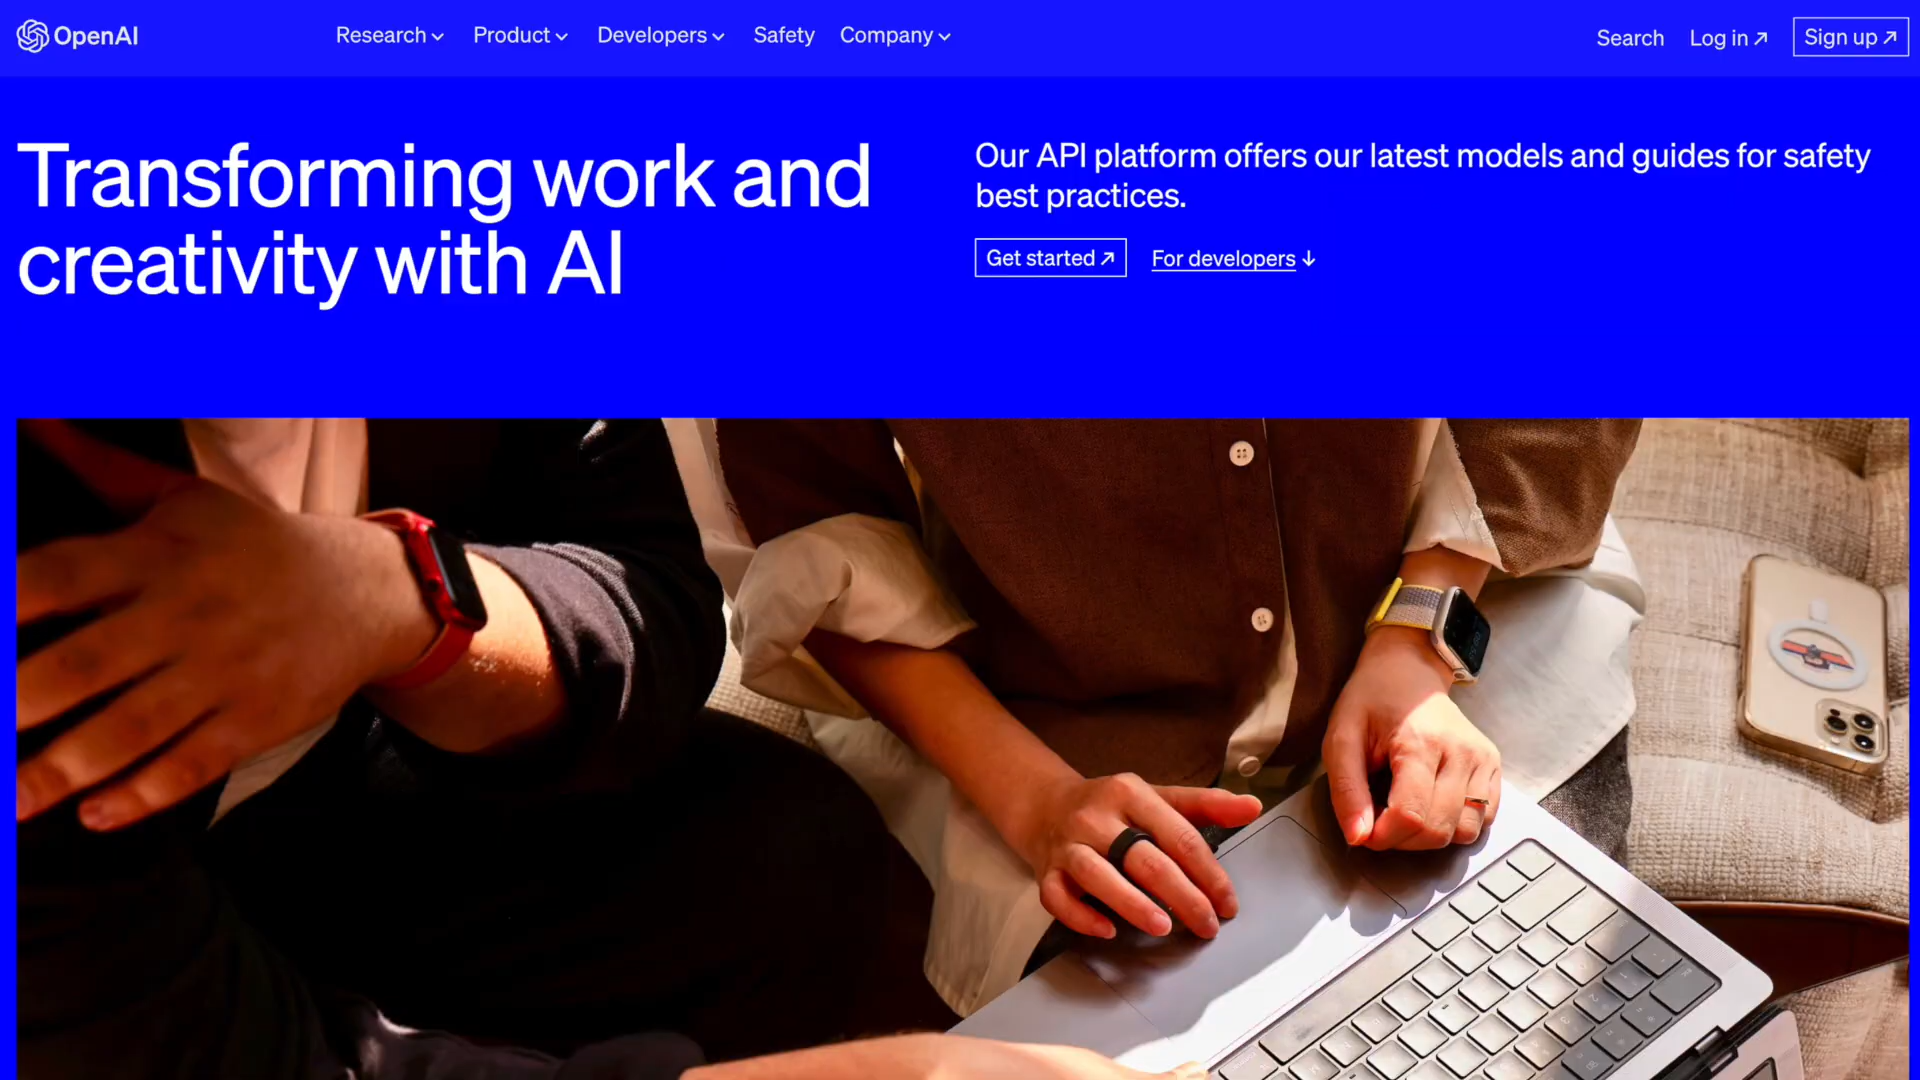 OpenAI
Research
Product
Developers
Safety
Company
Search
Log in ↗
Sign up ↗
Transforming work and
creativity with AI
Our API platform offers our latest models and guides for safety
best practices.
Get started ↗
For developers ↓